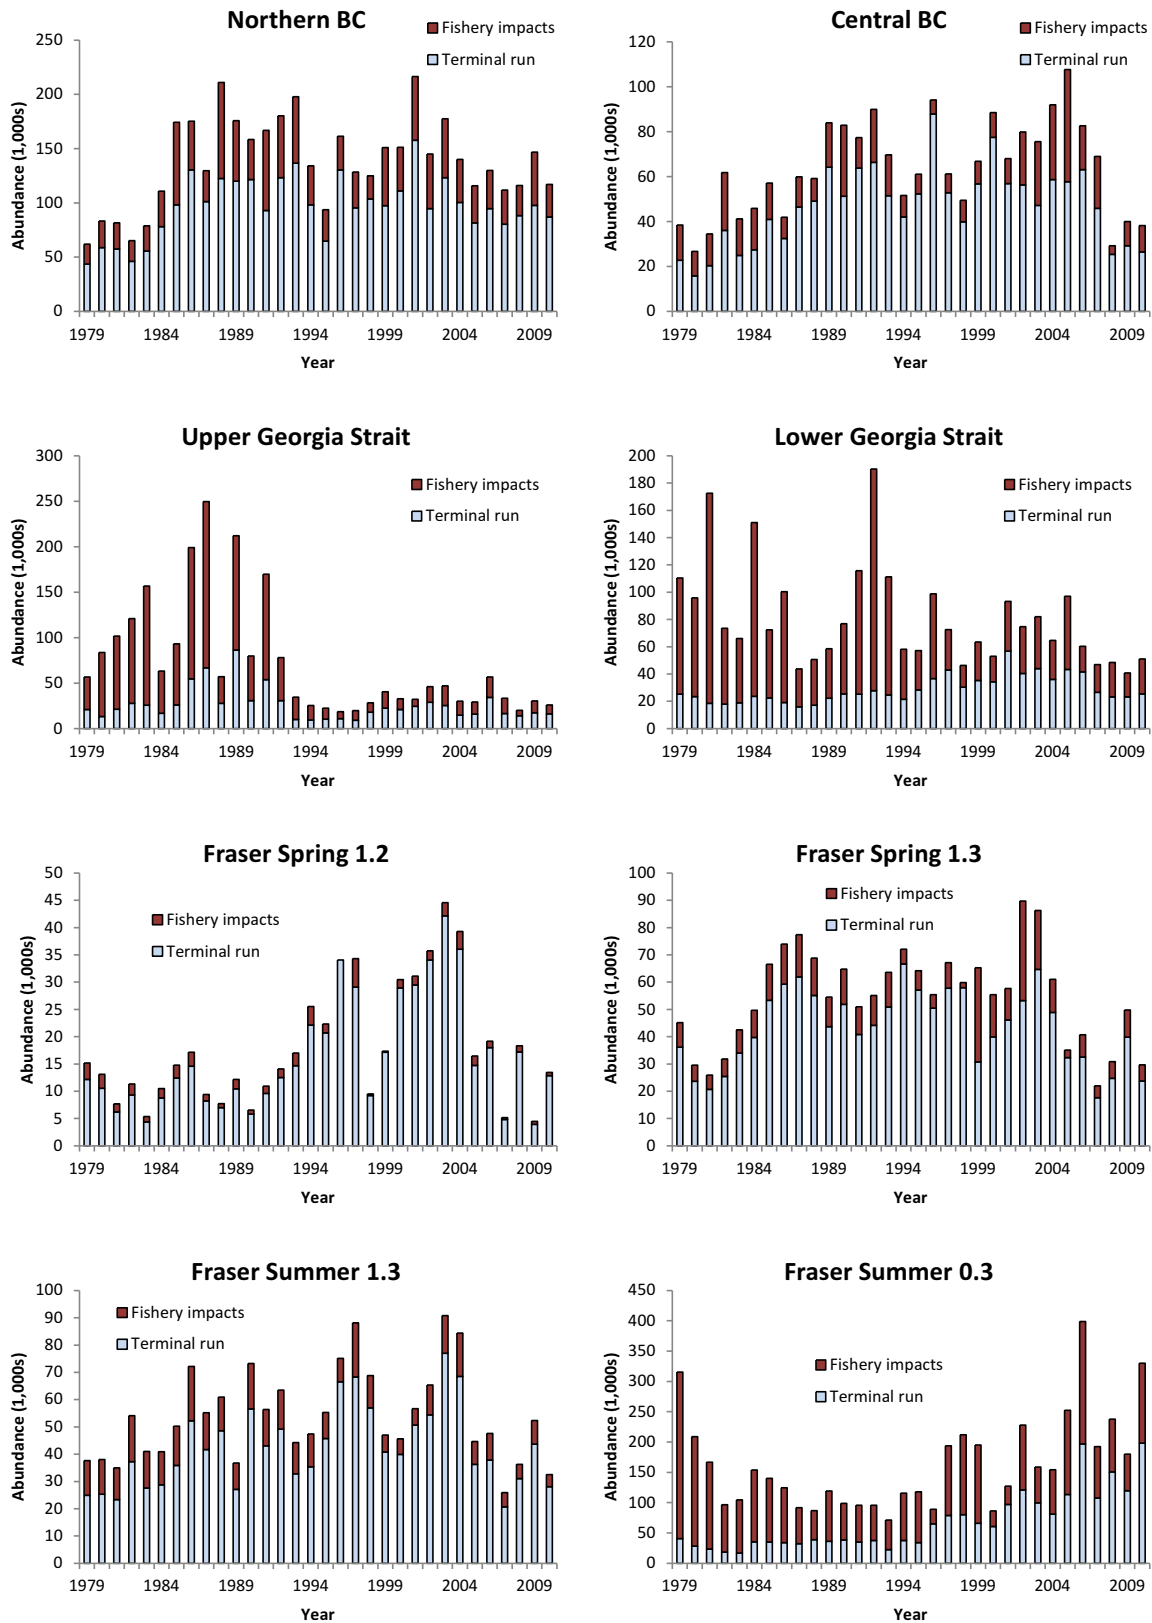 Northern BC
Fishery impacts
Terminal run
Abundance (1,000s)
250
200
150
100
50
0
1979 1984 1989 1994 1999 2004 2009
Year
Central BC
Fishery impacts
Terminal run
Abundance (1,000s)
120
100
80
60
40
20
0
1979 1984 1989 1994 1999 2004 2009
Year
Upper Georgia Strait
Fishery impacts
Terminal run
Abundance (1,000s)
300
250
200
150
100
50
0
1979 1984 1989 1994 1999 2004 2009
Year
Lower Georgia Strait
Fishery impacts
Terminal run
Abundance (1,000s)
200
180
160
140
120
100
80
60
40
20
0
1979 1984 1989 1994 1999 2004 2009
Year
Fraser Spring 1.2
Fishery impacts
Terminal run
Abundance (1,000s)
50
45
40
35
30
25
20
15
10
5
0
1979 1984 1989 1994 1999 2004 2009
Year
Fraser Spring 1.3
Fishery impacts
Terminal run
Abundance (1,000s)
100
90
80
70
60
50
40
30
20
10
0
1979 1984 1989 1994 1999 2004 2009
Year
Fraser Summer 1.3
Fishery impacts
Terminal run
Abundance (1,000s)
100
90
80
70
60
50
40
30
20
10
0
1979 1984 1989 1994 1999 2004 2009
Year
Fraser Summer 0.3
Fishery impacts
Terminal run
Abundance (1,000s)
450
400
350
300
250
200
150
100
50
0
1979 1984 1989 1994 1999 2004 2009
Year